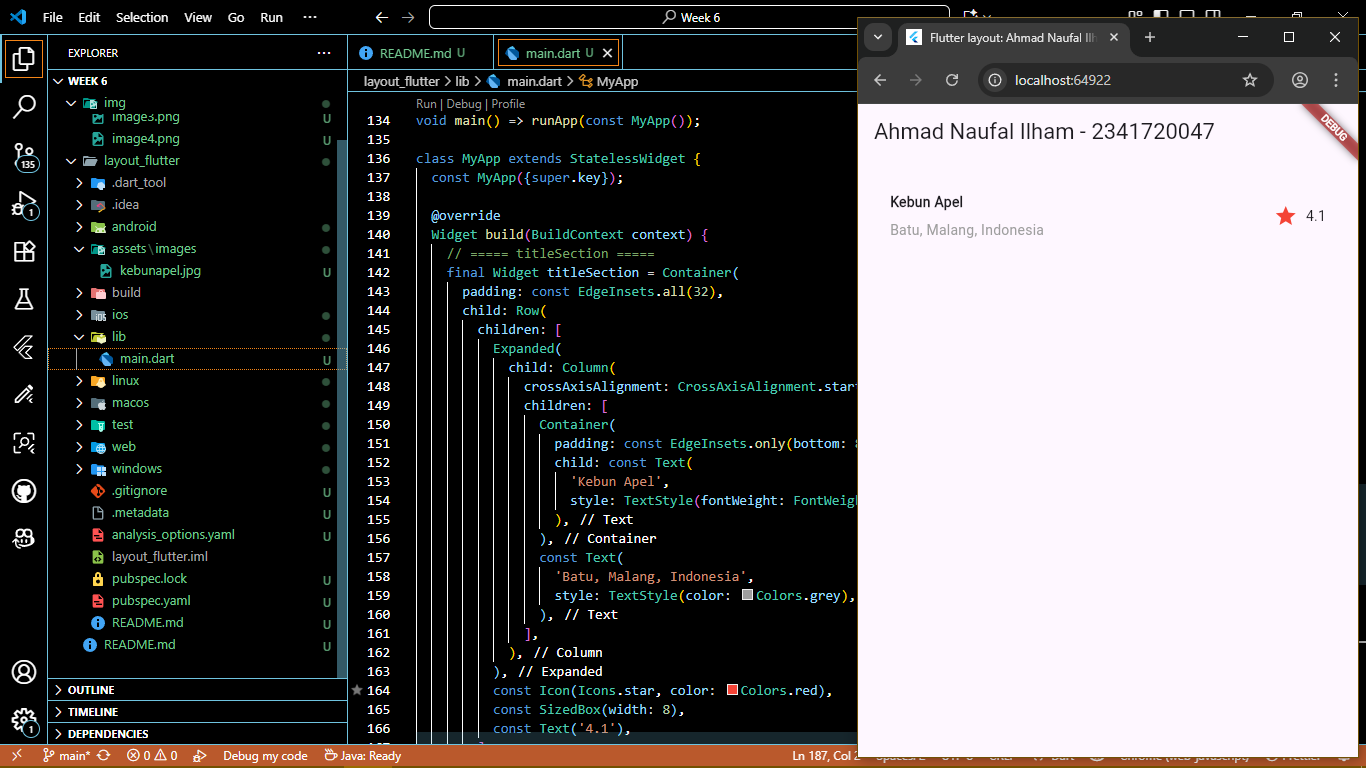 File Edit Selection View Go Run ···
Week 6
EXPLORER ···
WEEK 6
img
image3.png U
image4.png U
layout_flutter
.dart_tool
.idea
android
assets\images
kebunapel.jpg U
build
ios
lib
main.dart U
linux
macos
test
web
windows
.gitignore U
.metadata U
analysis_options.yaml U
layout_flutter.iml
pubspec.lock U
pubspec.yaml U
README.md U
README.md U
OUTLINE
TIMELINE
DEPENDENCIES
135
1
1
README.md U
main.dart U
layout_flutter > lib > main.dart > MyApp
Run | Debug | Profile
134 void main() => runApp(const MyApp());
135
136 class MyApp extends StatelessWidget {
137 const MyApp({super.key});
138
139 @override
140 Widget build(BuildContext context) {
141 // ===== titleSection =====
142 final Widget titleSection = Container(
143 padding: const EdgeInsets.all(32),
144 child: Row(
145 children: [
146 Expanded(
147 child: Column(
148 crossAxisAlignment: CrossAxisAlignment.star
149 children: [
150 Container(
151 padding: const EdgeInsets.only(bottom:
152 child: const Text(
153 'Kebun Apel',
154 style: TextStyle(fontWeight: FontWeigh
155 ), // Text
156 ), // Container
157 const Text(
158 'Batu, Malang, Indonesia',
159 style: TextStyle(color: Colors.grey),
160 ), // Text
161 ],
162 ), // Column
163 ), // Expanded
164 const Icon(Icons.star, color: Colors.red),
165 const SizedBox(width: 8),
166 const Text('4.1'),
main* 0 0 Debug my code Java: Ready Ln 187, Col 2
Flutter layout: Ahmad Naufal Ilh
localhost:64922
DEBUG
Ahmad Naufal Ilham - 2341720047
Kebun Apel
Batu, Malang, Indonesia
4.1